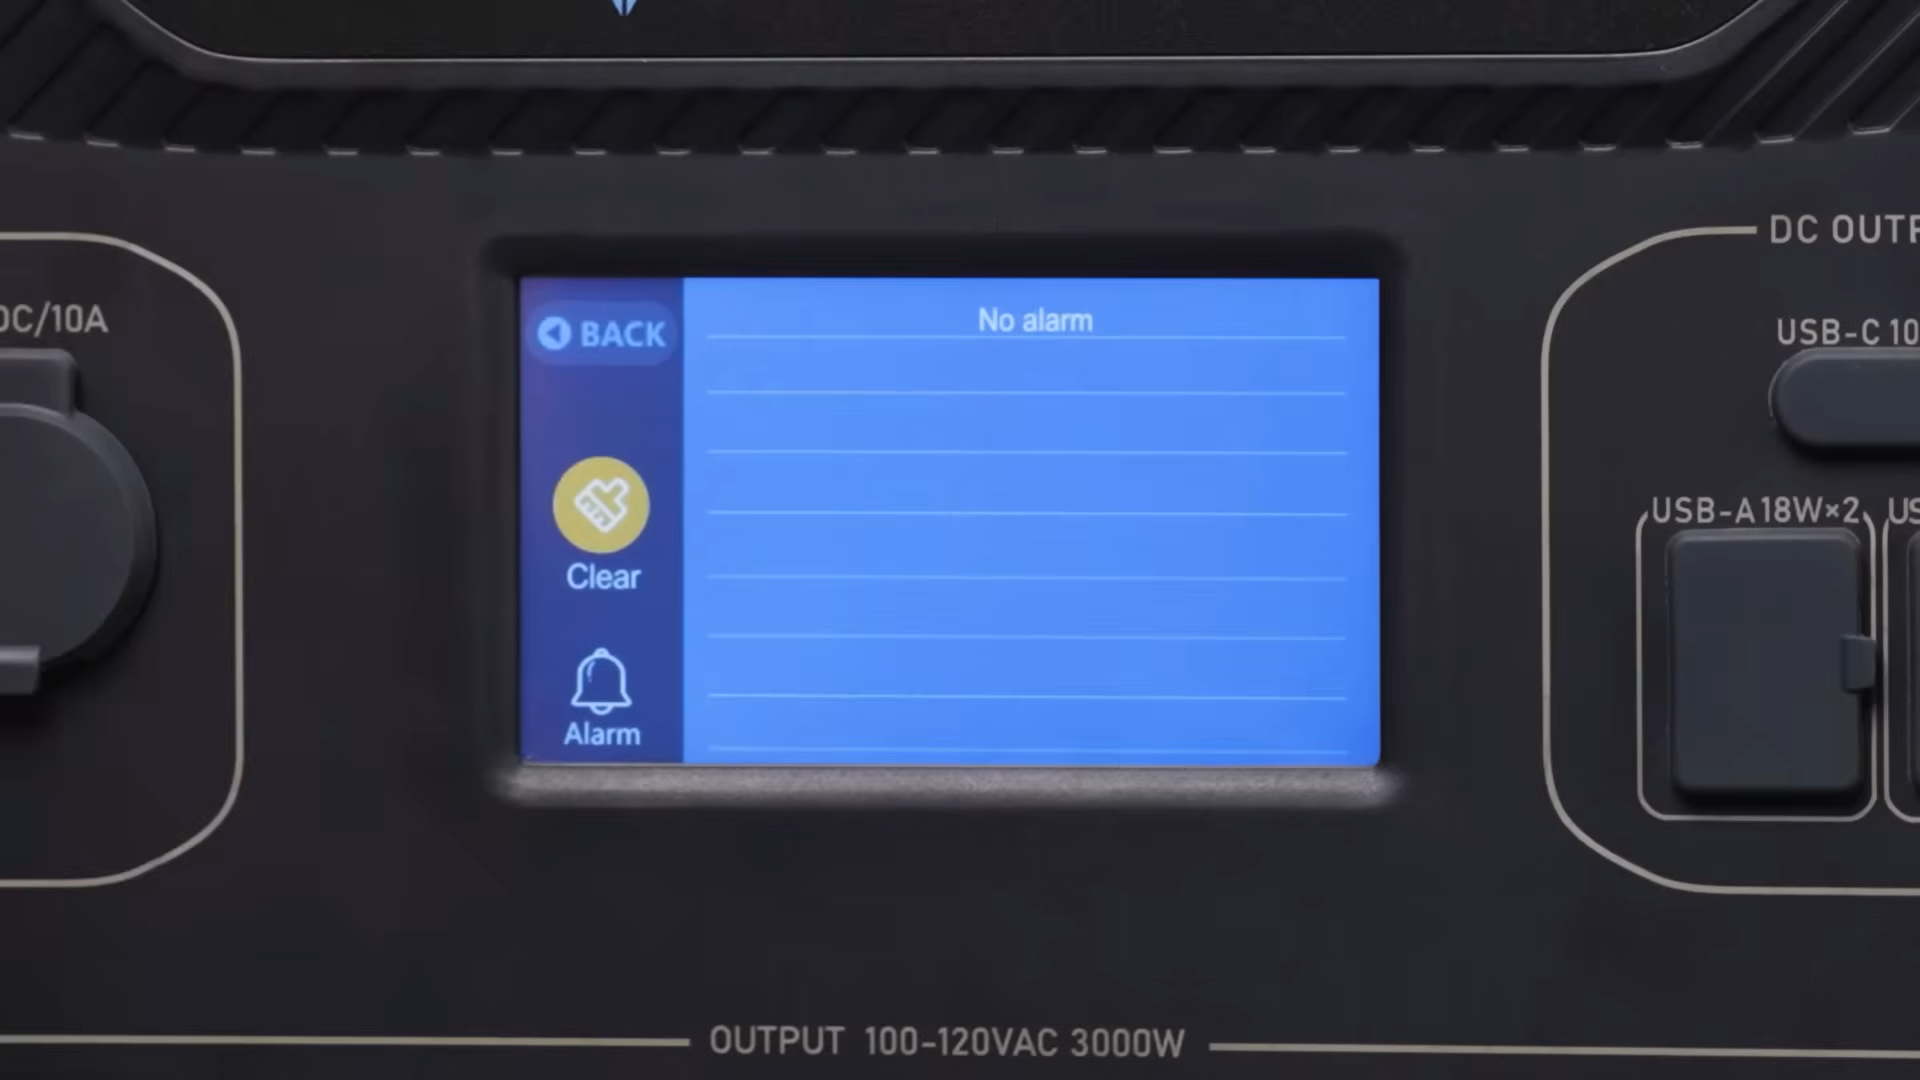 DC OUTP
DC/10A
USB-C 10
BACK
No alarm
USB-A 18W×2
US
Clear
Alarm
OUTPUT 100-120VAC 3000W